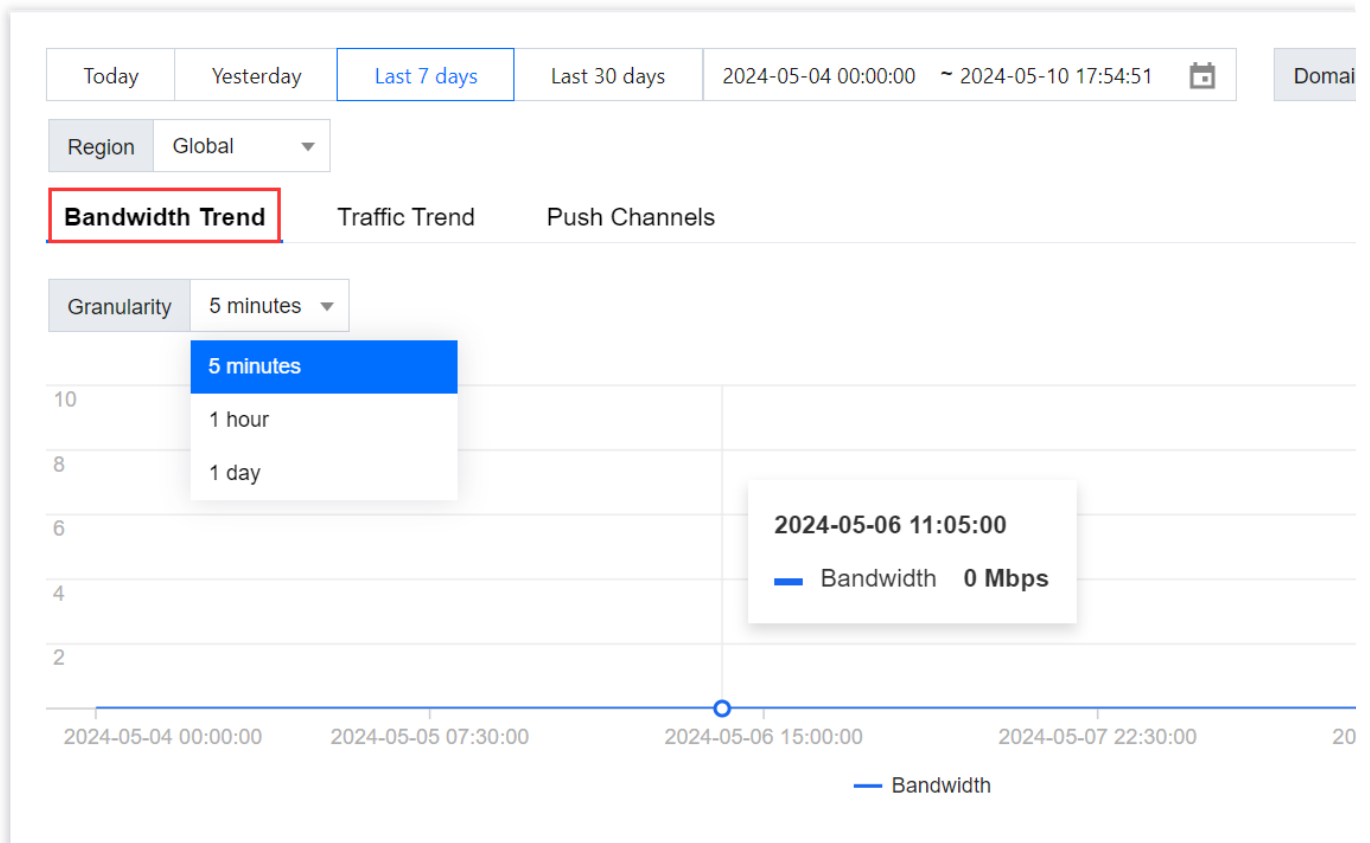 Today Yesterday Last 7 days Last 30 days 2024-05-04 00:00:00 ~ 2024-05-10 17:54:51 Domai
Region Global
Bandwidth Trend Traffic Trend Push Channels
Granularity 5 minutes
5 minutes
10
1 hour
8
1 day
6
2024-05-06 11:05:00
Bandwidth 0 Mbps
4
2
2024-05-04 00:00:00 2024-05-05 07:30:00 2024-05-06 15:00:00 2024-05-07 22:30:00 20
Bandwidth